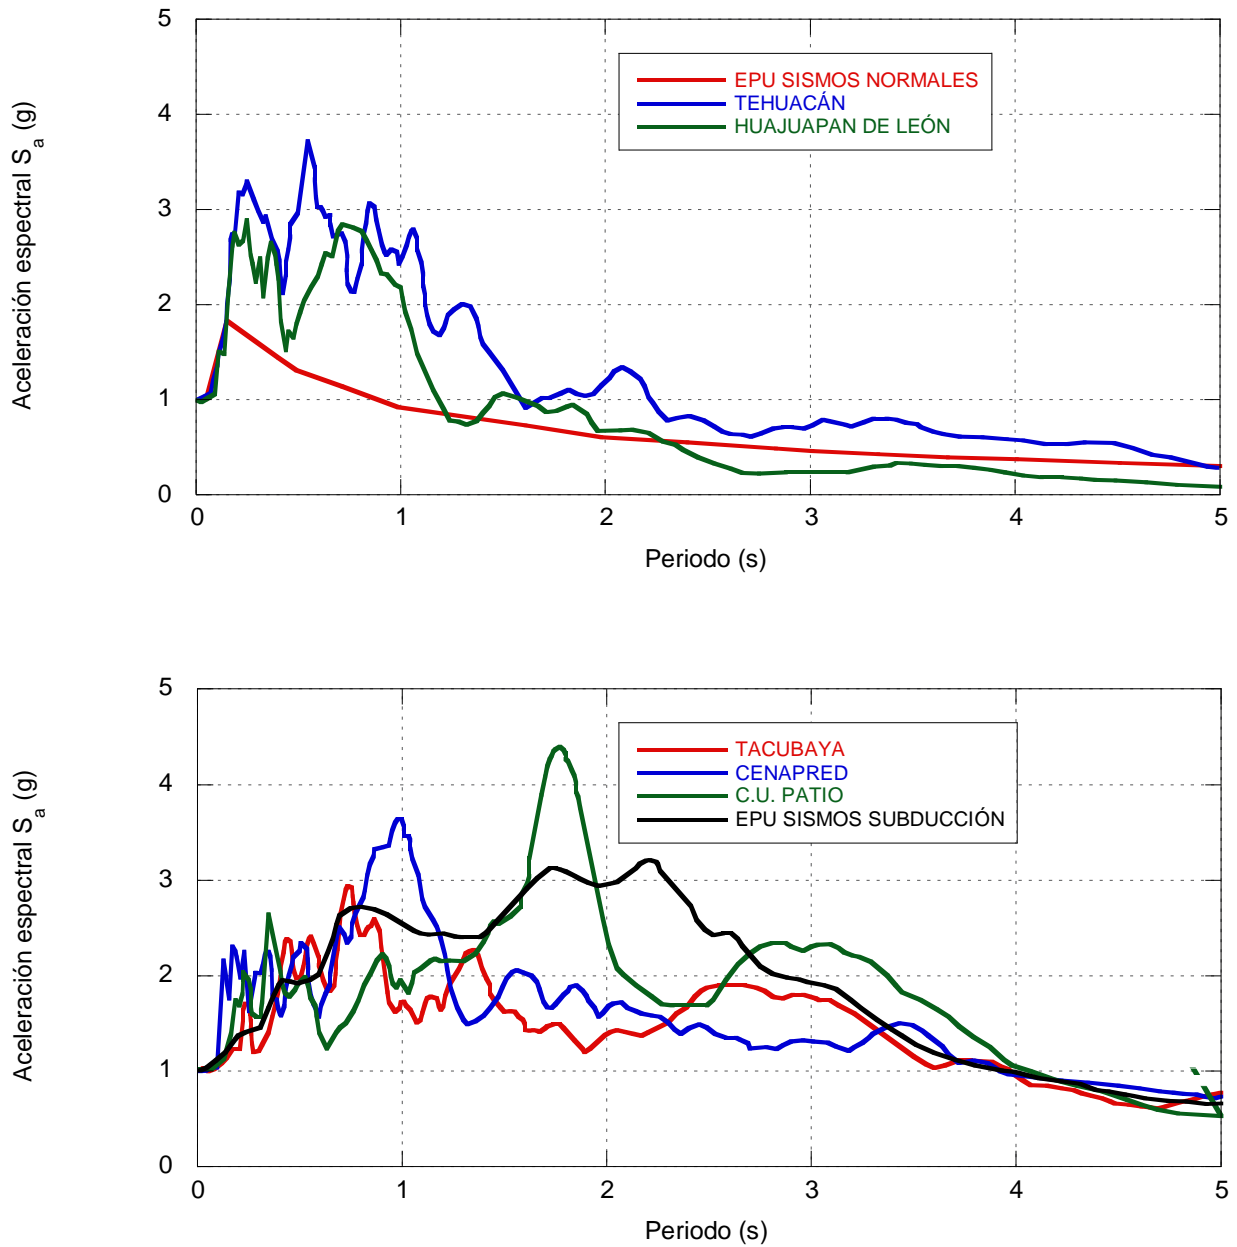 5
4
3
2
1
0
Aceleración espectral Sa (g)
EPU SISMOS NORMALES
TEHUACÁN
HUAJUAPAN DE LEÓN
0 1 2 3 4 5
Periodo (s)
5
4
3
2
1
0
Aceleración espectral Sa (g)
TACUBAYA
CENAPRED
C.U. PATIO
EPU SISMOS SUBDUCCIÓN
0 1 2 3 4 5
Periodo (s)